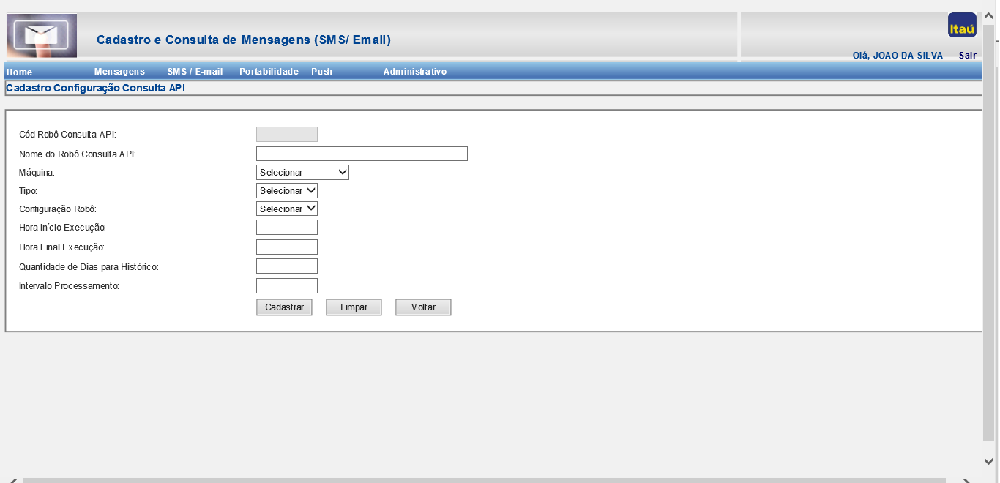 Cadastro e Consulta de Mensagens (SMS/ Email)
Itaú
Olá, JOAO DA SILVA Sair
Home Mensagens SMS / E-mail Portabilidade Push Administrativo
Cadastro Configuração Consulta API
Cód Robô Consulta API:
Nome do Robô Consulta API:
Máquina: Selecionar
Tipo: Selecionar
Configuração Robô: Selecionar
Hora Início Execução:
Hora Final Execução:
Quantidade de Dias para Histórico:
Intervalo Processamento:
Cadastrar Limpar Voltar